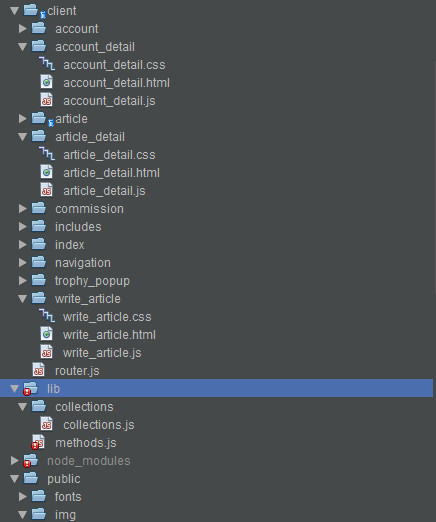 client
account
account_detail
account_detail.css
account_detail.html
account_detail.js
article
article_detail
article_detail.css
article_detail.html
article_detail.js
commission
includes
index
navigation
trophy_popup
write_article
write_article.css
write_article.html
write_article.js
router.js
lib
collections
collections.js
methods.js
node_modules
public
fonts
img